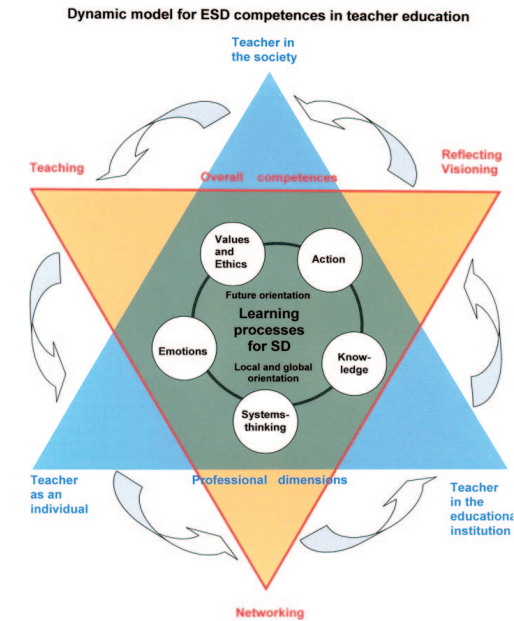 Dynamic model for ESD competences in teacher education
Teacher in
the society
Teaching
Reflecting
Visioning
Overall competences
Values
and
Ethics
Action
Future orientation
Learning
processes
for SD
Emotions
Know-
ledge
Local and global
orientation
Systems-
thinking
Teacher
as an
individual
Professional dimensions
Teacher
in the
educationa
institution
Networking